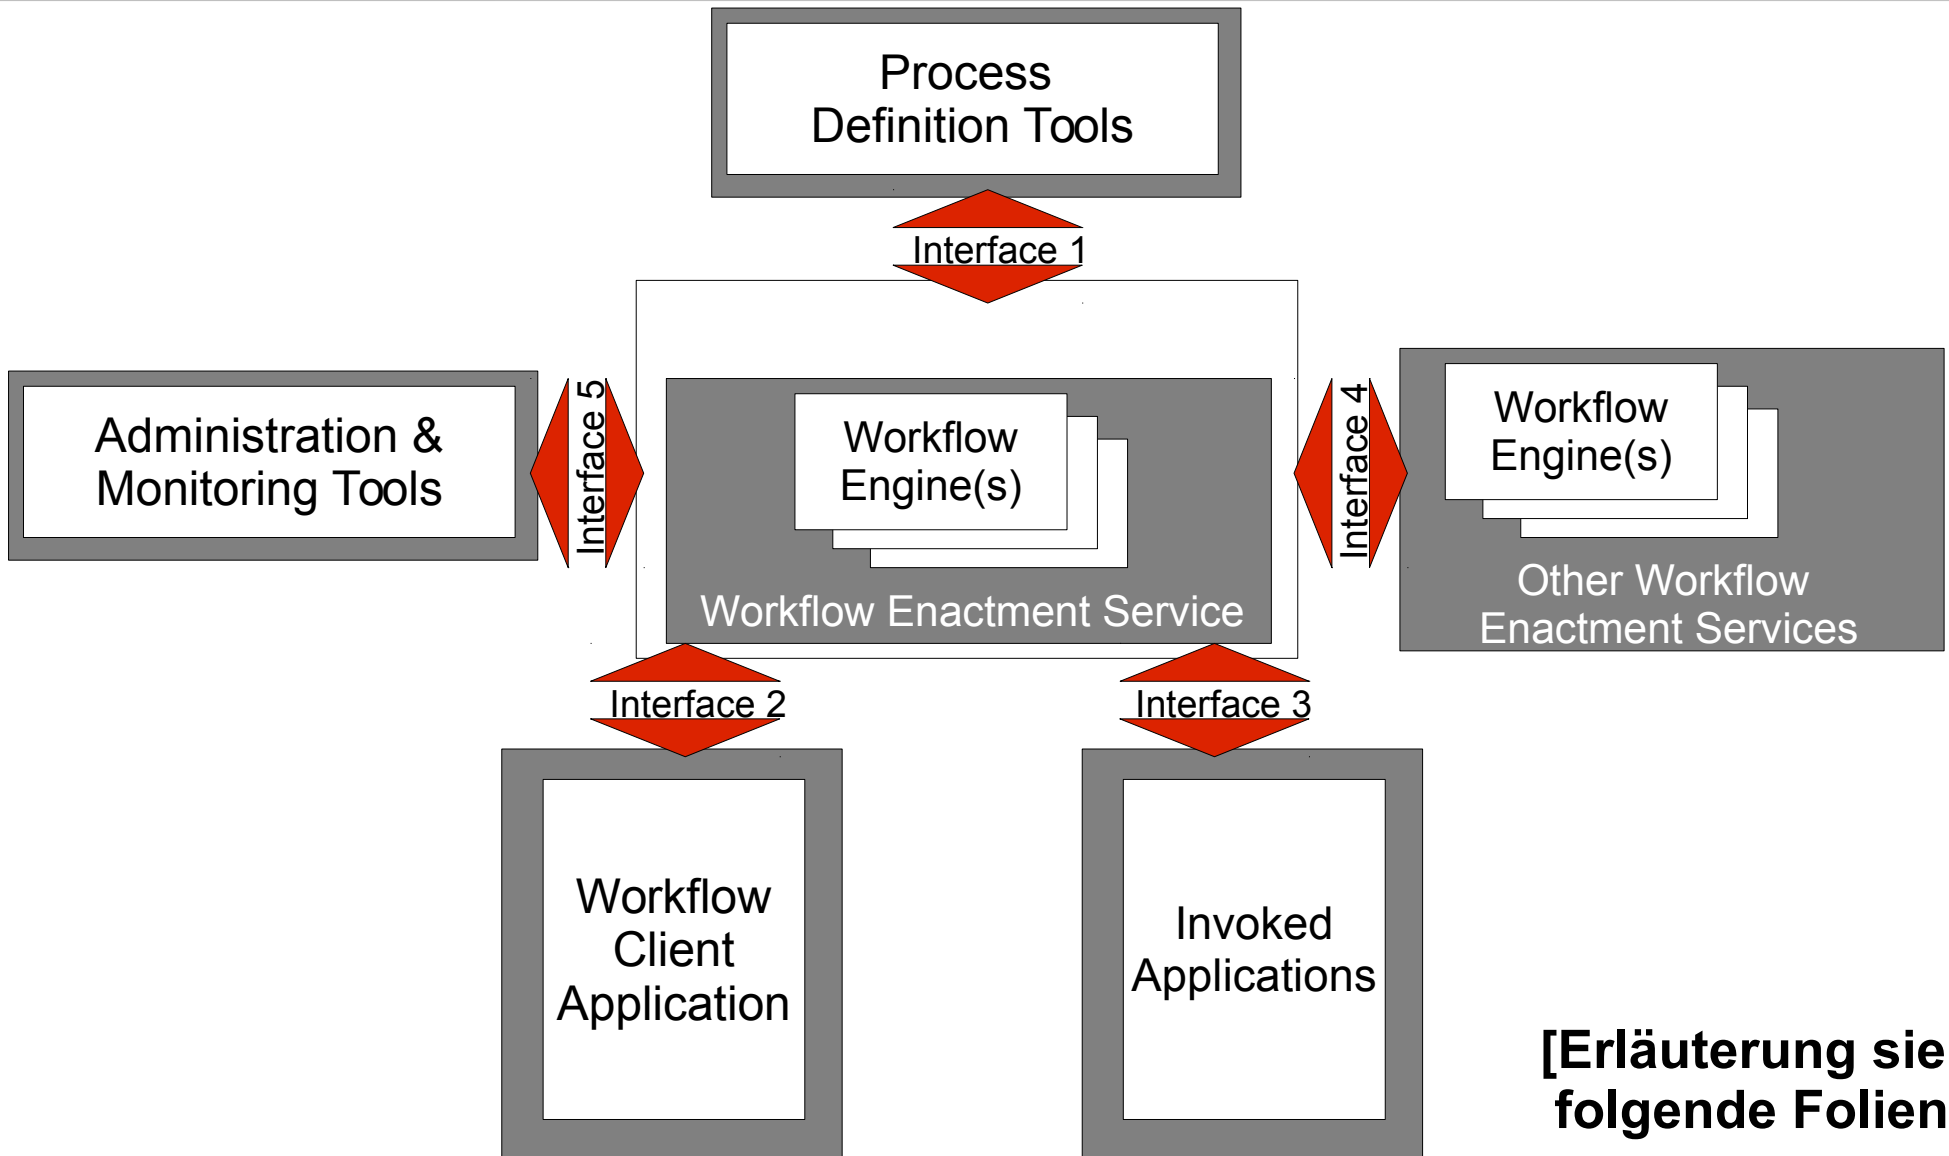 Process
Definition Tools
Interface 1
Administration &
Monitoring Tools
Interface 5
Workflow
Engine(s)
Workflow Enactment Service
Interface 4
Workflow
Engine(s)
Other Workflow
Enactment Services
Interface 2
Interface 3
Workflow
Client
Application
Invoked
Applications
[Erläuterung sie
folgende Folien